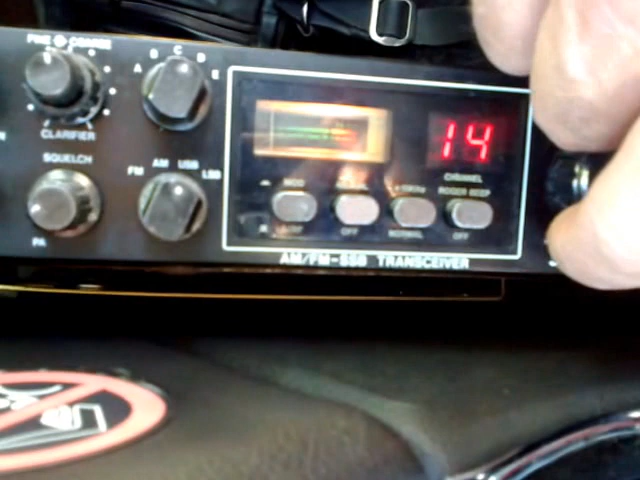 FINE COARSE
CLARIFIER
A B C D E
SQUELCH
PA
FM AM USB LSB
14
CHANNEL
ROGER BEEP
OFF
OFF
NORMAL
AM/FM-SSB TRANSCEIVER